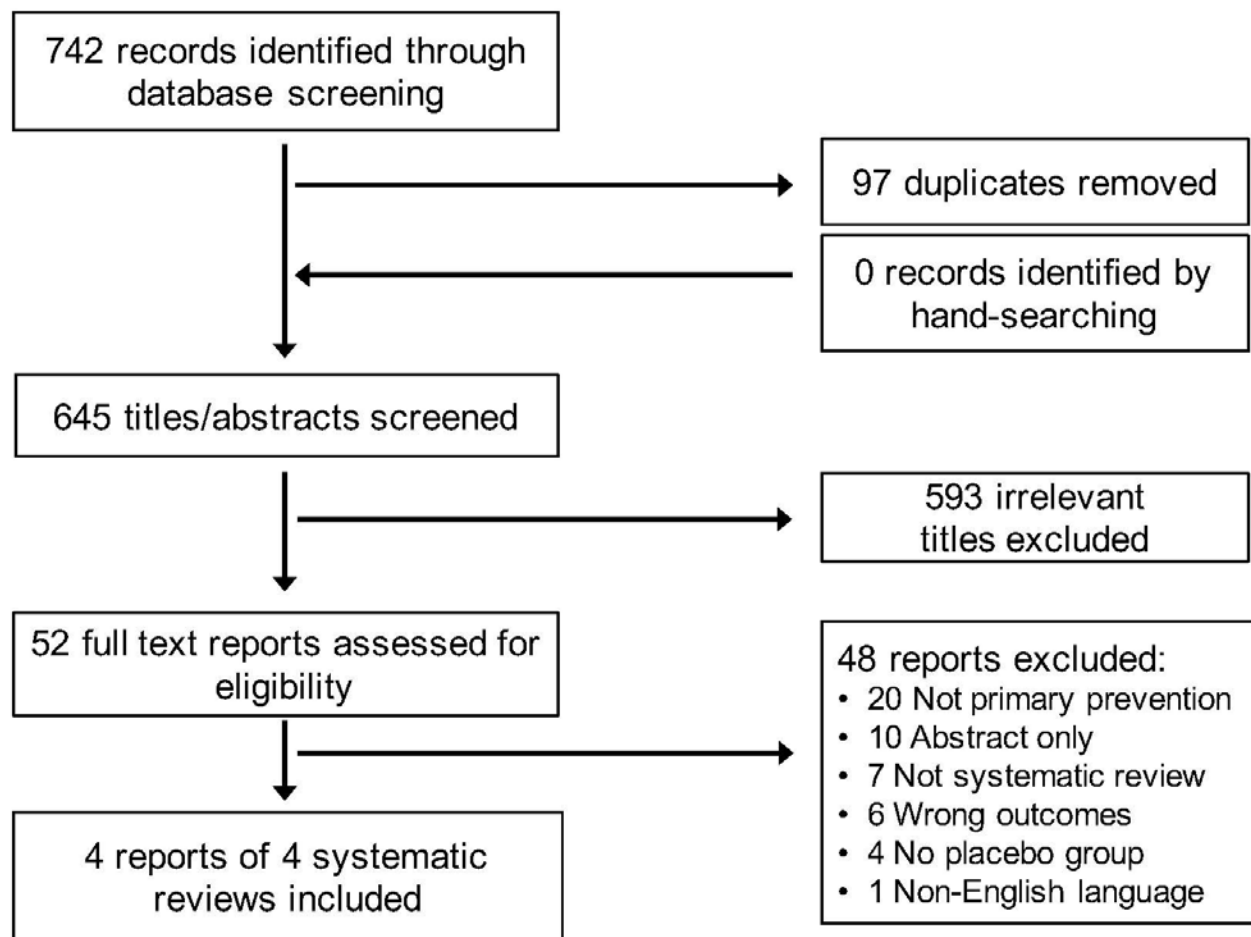 742 records identified through
database screening
97 duplicates removed
0 records identified by
hand-searching
645 titles/abstracts screened
593 irrelevant
titles excluded
52 full text reports assessed for
eligibility
48 reports excluded:
• 20 Not primary prevention
• 10 Abstract only
• 7 Not systematic review
• 6 Wrong outcomes
• 4 No placebo group
• 1 Non-English language
4 reports of 4 systematic
reviews included